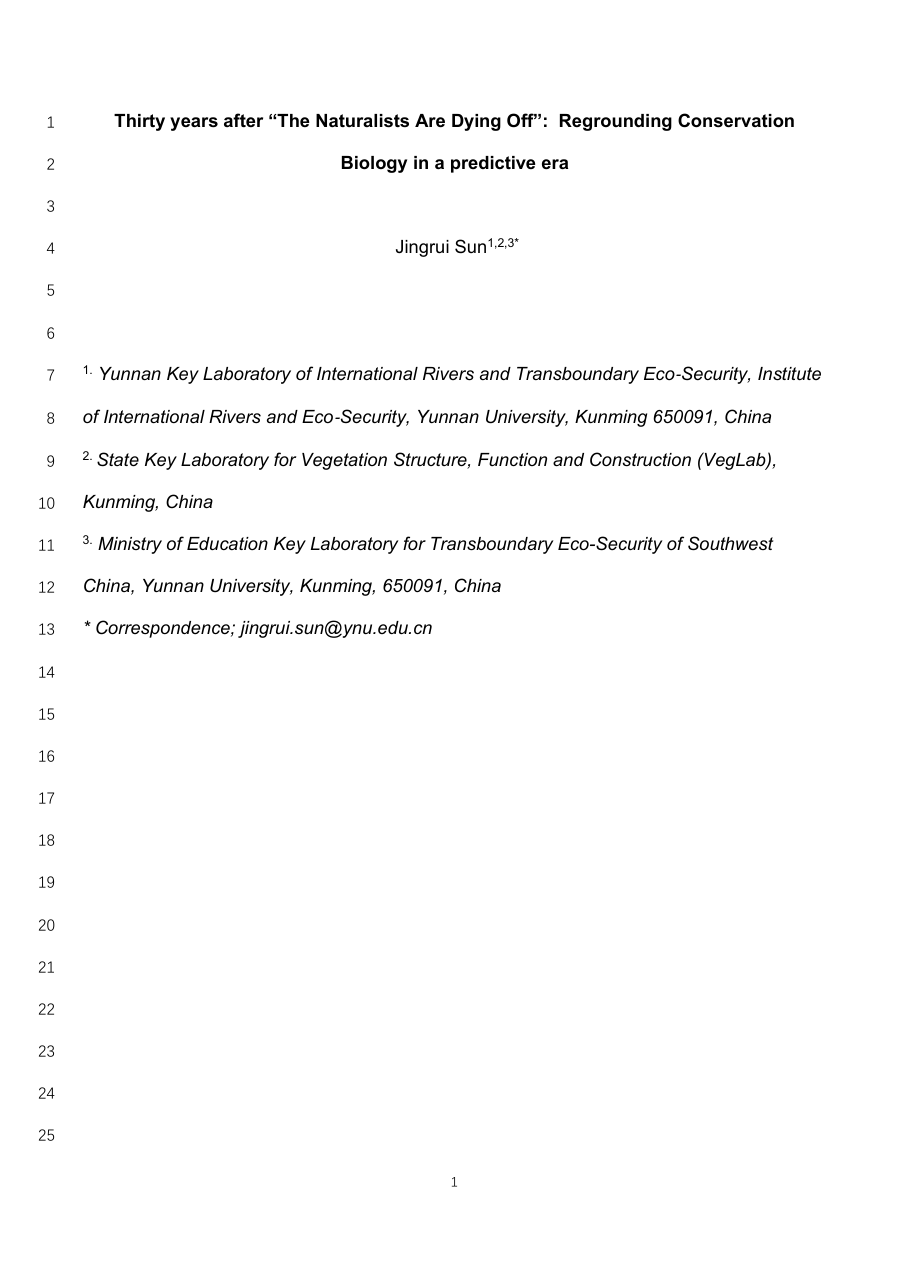 1 Thirty years after “The Naturalists Are Dying Off”:  Regrounding Conservation
2 Biology in a predictive era
3
4 Jingrui Sun1,2,3*
5
6
7 1. Yunnan Key Laboratory of International Rivers and Transboundary Eco-Security, Institute
8 of International Rivers and Eco-Security, Yunnan University, Kunming 650091, China
9 2. State Key Laboratory for Vegetation Structure, Function and Construction (VegLab),
10 Kunming, China
11 3. Ministry of Education Key Laboratory for Transboundary Eco-Security of Southwest
12 China, Yunnan University, Kunming, 650091, China
13 * Correspondence; jingrui.sun@ynu.edu.cn
14
15
16
17
18
19
20
21
22
23
24
25
1